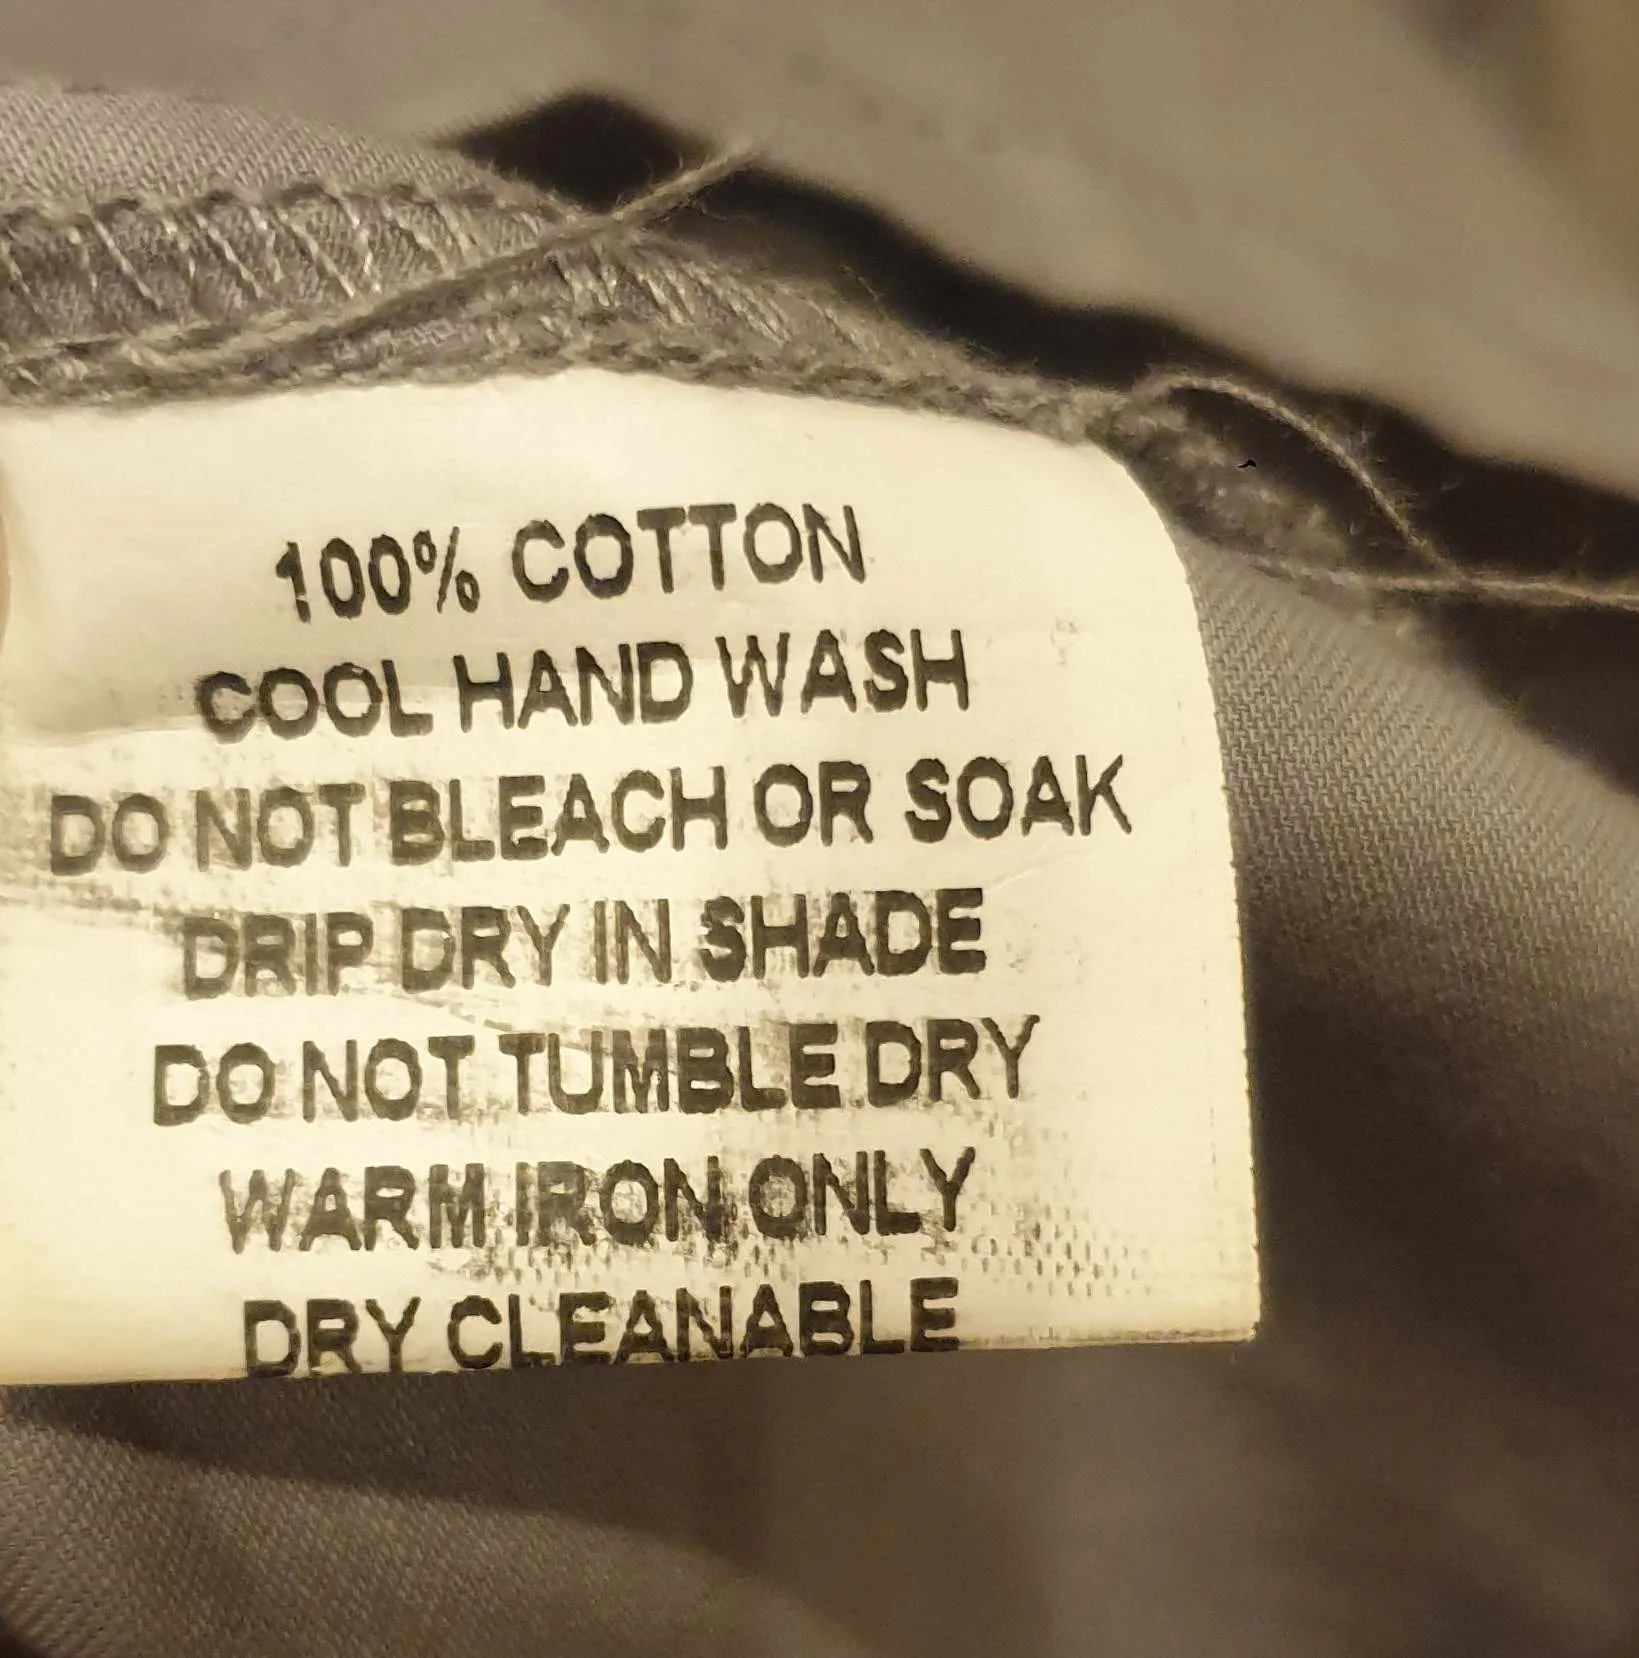 100% COTTON
COOL HAND WASH
DO NOT BLEACH OR SOAK
DRIP DRY IN SHADE
DO NOT TUMBLE DRY
WARM IRON ONLY
DRY CLEANABLE